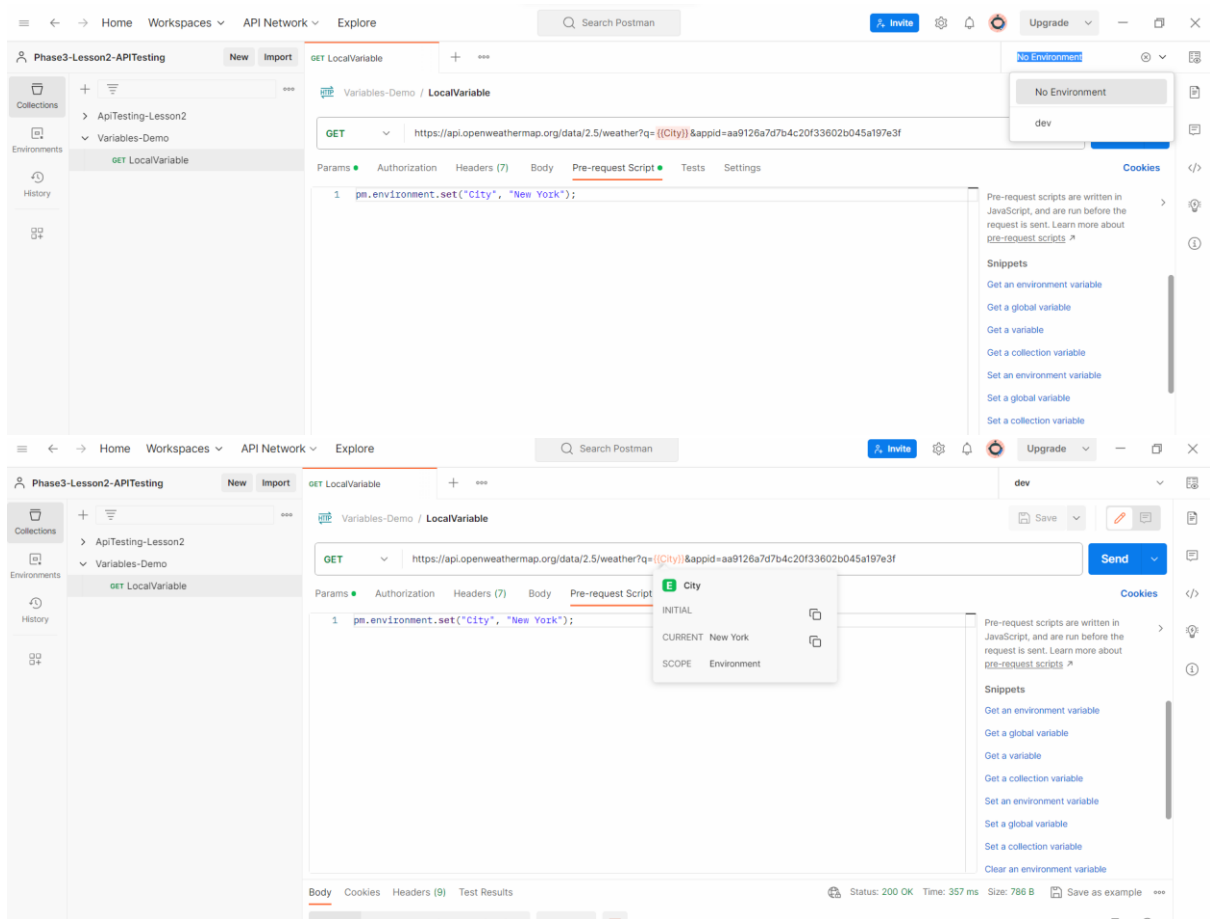 Home Workspaces API Network Explore Search Postman Invite Upgrade
Phase3-Lesson2-APITesting New Import GET LocalVariable No Environment
Collections
ApiTesting-Lesson2
Variables-Demo
GET LocalVariable
Environments
History
HTTP Variables-Demo / LocalVariable
No Environment
dev
GET https://api.openweathermap.org/data/2.5/weather?q={{City}}&appid=aa9126a7d7b4c20f33602b045a197e3f
Params Authorization Headers (7) Body Pre-request Script Tests Settings Cookies
1 pm.environment.set("City", "New York");
Pre-request scripts are written in
JavaScript, and are run before the
request is sent. Learn more about
pre-request scripts
Snippets
Get an environment variable
Get a global variable
Get a variable
Get a collection variable
Set an environment variable
Set a global variable
Set a collection variable
Home Workspaces API Network Explore Search Postman Invite Upgrade
Phase3-Lesson2-APITesting New Import GET LocalVariable dev
Collections
ApiTesting-Lesson2
Variables-Demo
GET LocalVariable
Environments
History
HTTP Variables-Demo / LocalVariable Save
GET https://api.openweathermap.org/data/2.5/weather?q={{City}}&appid=aa9126a7d7b4c20f33602b045a197e3f Send
Params Authorization Headers (7) Body Pre-request Script Cookies
E City
INITIAL
CURRENT New York
SCOPE Environment
1 pm.environment.set("City", "New York");
Pre-request scripts are written in
JavaScript, and are run before the
request is sent. Learn more about
pre-request scripts
Snippets
Get an environment variable
Get a global variable
Get a variable
Get a collection variable
Set an environment variable
Set a global variable
Set a collection variable
Clear an environment variable
Body Cookies Headers (9) Test Results Status: 200 OK Time: 357 ms Size: 786 B Save as example